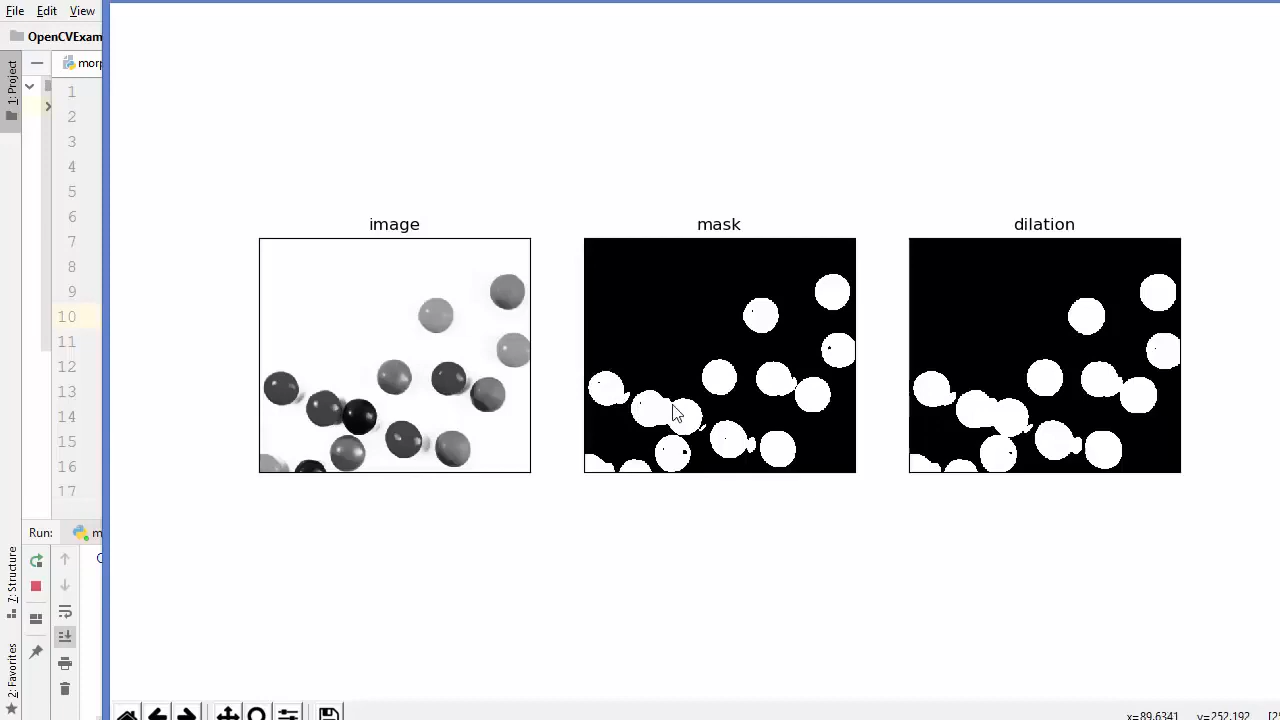 File Edit View
OpenCVExam
morp
1: Project
1
2
3
4
5
6
7
8
9
10
11
12
13
14
15
16
17
image mask dilation
Run:
7: Structure
2: Favorites
x=89.6341 y=252.192